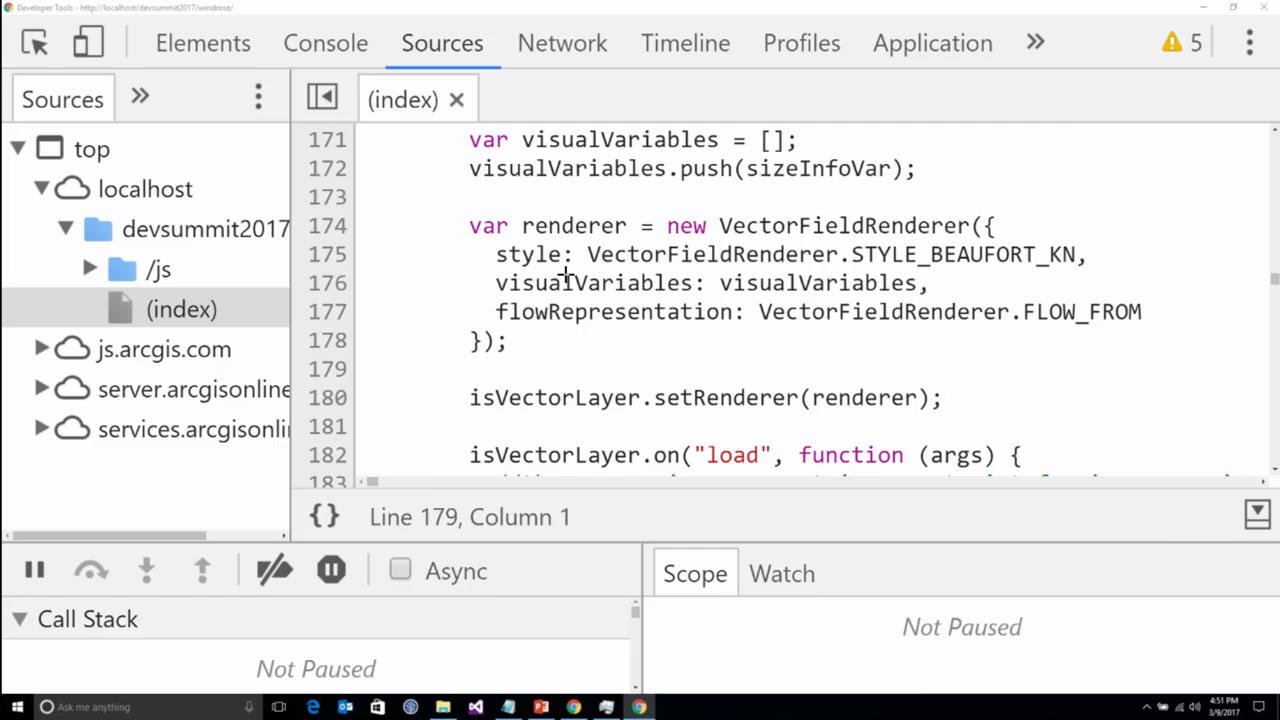 Developer Tools - http://localhost/devsummit2017/windrose/
Elements Console Sources Network Timeline Profiles Application » 5
Sources » (index) ×
top
localhost
devsummit2017
/js
(index)
js.arcgis.com
server.arcgisonline
services.arcgisonli
171 var visualVariables = [];
172 visualVariables.push(sizeInfoVar);
173
174 var renderer = new VectorFieldRenderer({
175 style: VectorFieldRenderer.STYLE_BEAUFORT_KN,
176 visualVariables: visualVariables,
177 flowRepresentation: VectorFieldRenderer.FLOW_FROM
178 });
179
180 isVectorLayer.setRenderer(renderer);
181
182 isVectorLayer.on("load", function (args) {
183
{} Line 179, Column 1
Async
Scope Watch
Call Stack
Not Paused
Not Paused
Ask me anything
4:51 PM
3/9/2017